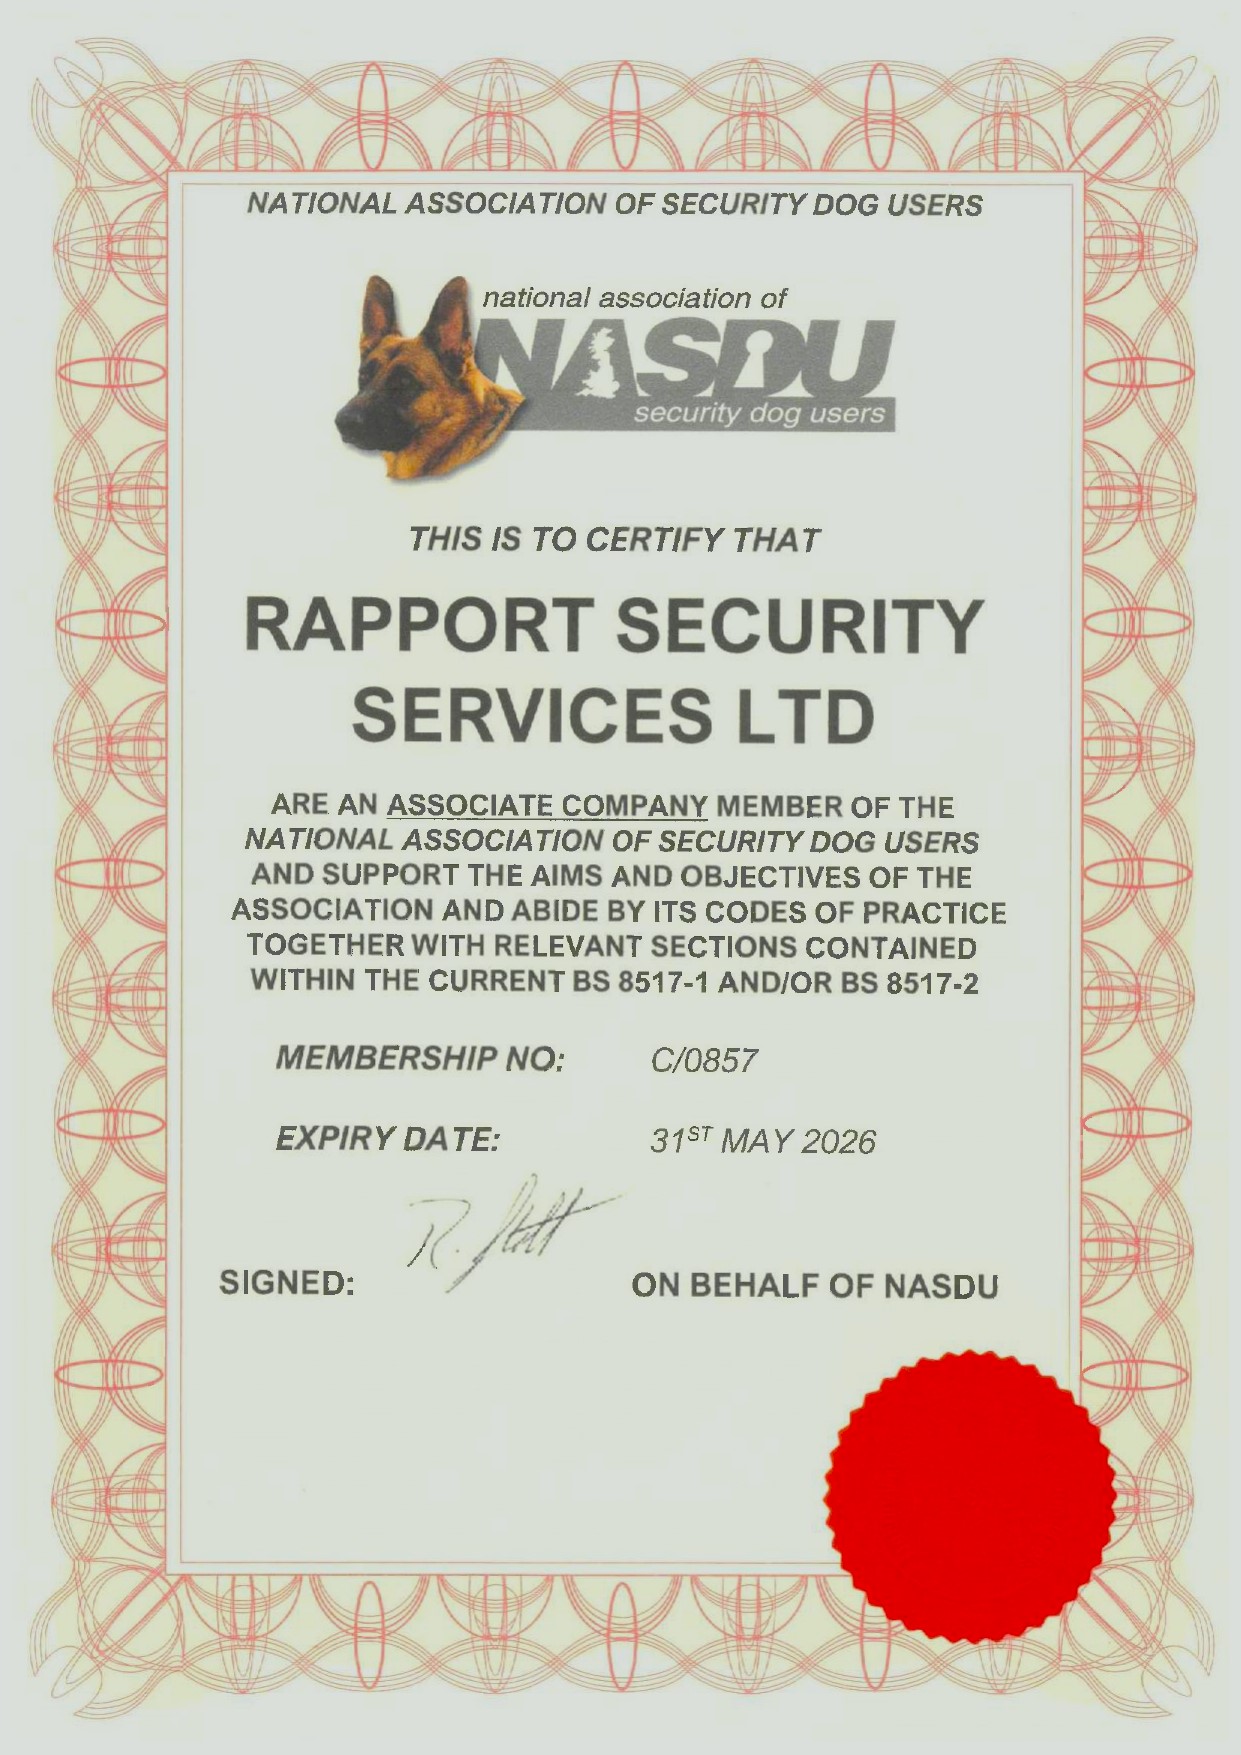 NATIONAL ASSOCIATION OF SECURITY DOG USERS
national association of
NASDU
security dog users
THIS IS TO CERTIFY THAT
RAPPORT SECURITY
SERVICES LTD
ARE AN ASSOCIATE COMPANY MEMBER OF THE
NATIONAL ASSOCIATION OF SECURITY DOG USERS
AND SUPPORT THE AIMS AND OBJECTIVES OF THE
ASSOCIATION AND ABIDE BY ITS CODES OF PRACTICE
TOGETHER WITH RELEVANT SECTIONS CONTAINED
WITHIN THE CURRENT BS 8517-1 AND/OR BS 8517-2
MEMBERSHIP NO: C/0857
EXPIRY DATE: 31ST MAY 2026
SIGNED: ON BEHALF OF NASDU